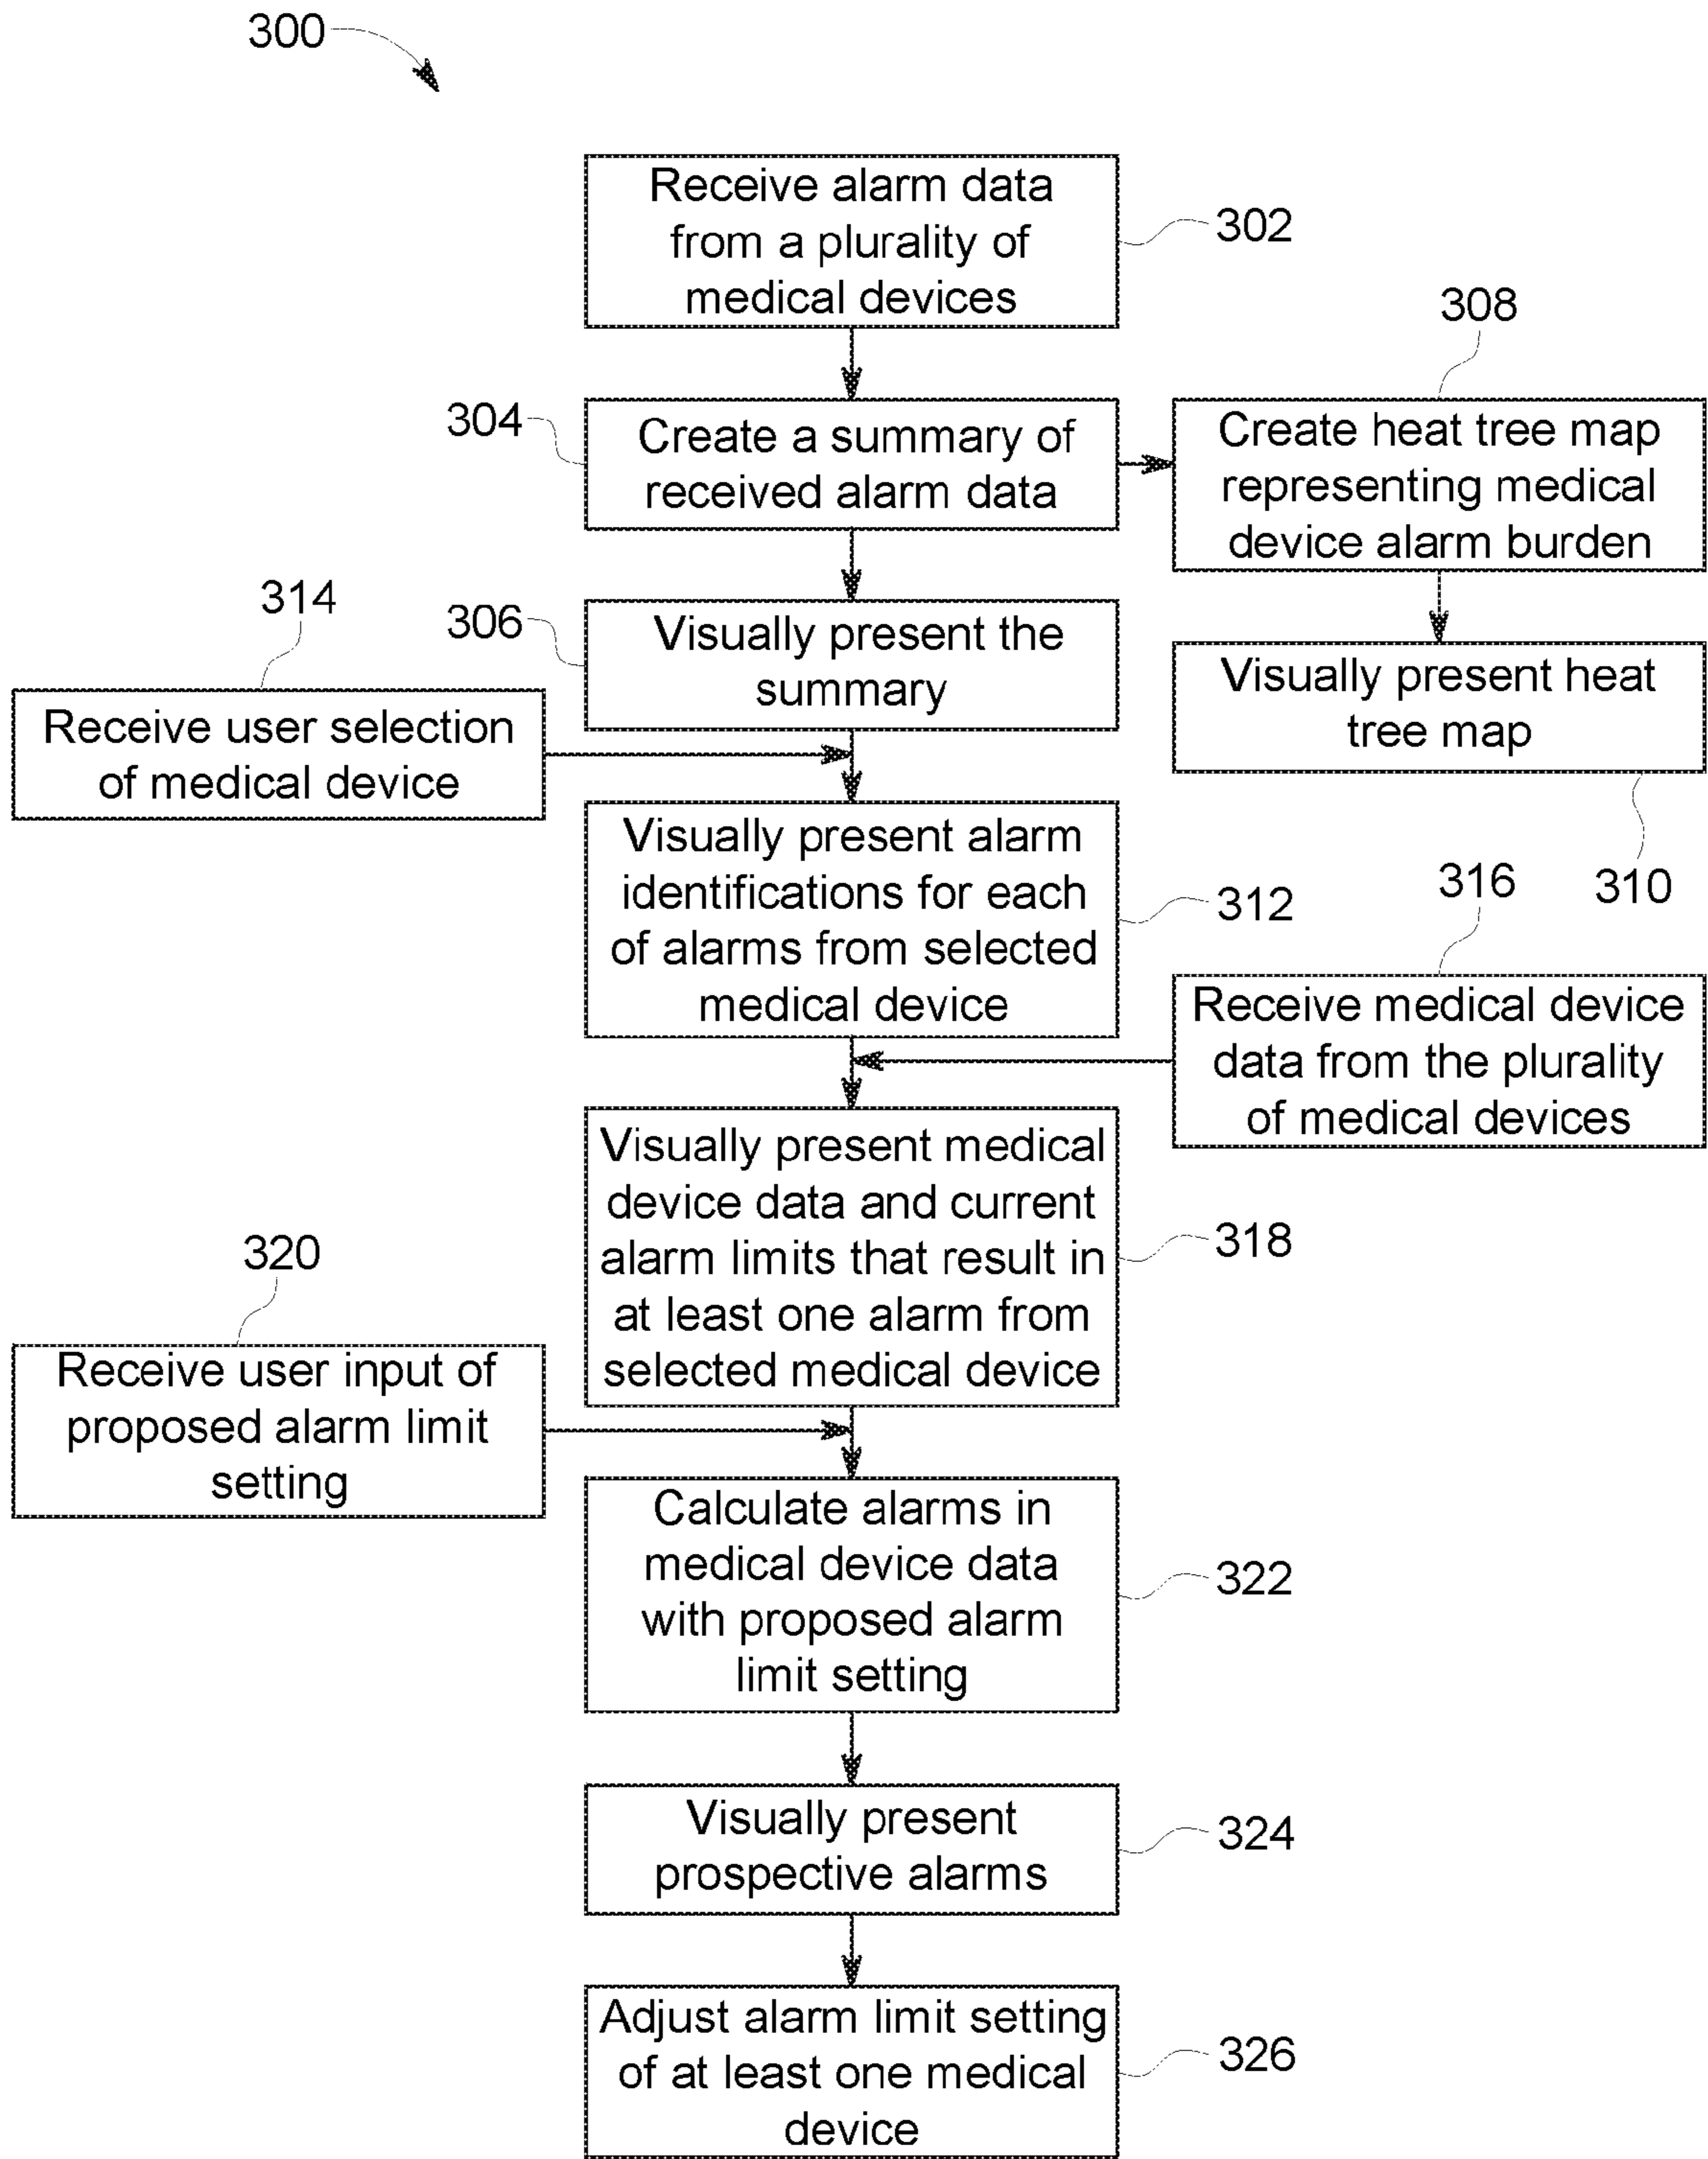 300
Receive alarm data
from a plurality of
medical devices
302
304
Create a summary of
received alarm data
308
Create heat tree map
representing medical
device alarm burden
306
Visually present the
summary
Visually present heat
tree map
310
314
Receive user selection
of medical device
Visually present alarm
identifications for each
of alarms from selected
medical device
312
316
Receive medical device
data from the plurality
of medical devices
Visually present medical
device data and current
alarm limits that result in
at least one alarm from
selected medical device
318
320
Receive user input of
proposed alarm limit
setting
Calculate alarms in
medical device data
with proposed alarm
limit setting
322
Visually present
prospective alarms
324
Adjust alarm limit setting
of at least one medical
device
326